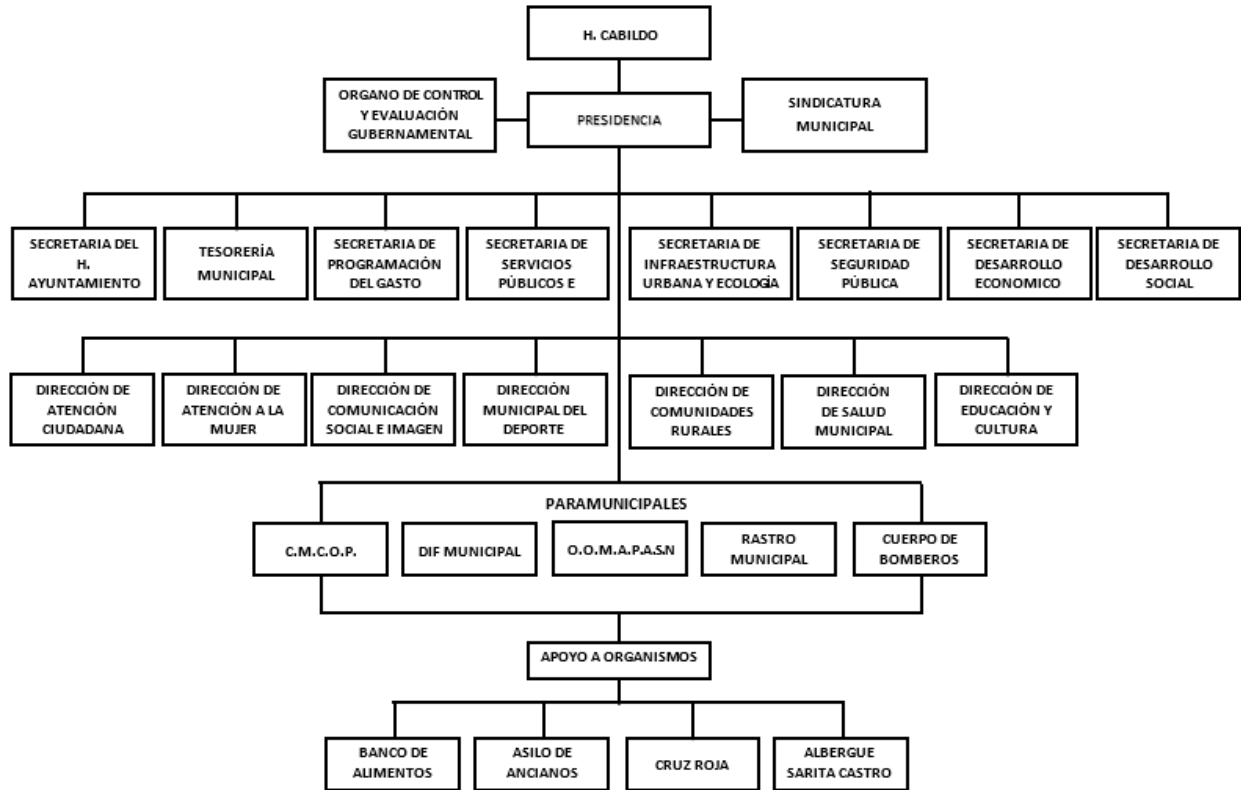 H. CABILDO
ORGANO DE CONTROL
Y EVALUACIÓN
GUBERNAMENTAL
PRESIDENCIA
SINDICATURA
MUNICIPAL
SECRETARIA DEL
H.
AYUNTAMIENTO
TESORERÍA
MUNICIPAL
SECRETARIA DE
PROGRAMACIÓN
DEL GASTO
SECRETARIA DE
SERVICIOS
PÚBLICOS E
SECRETARIA DE
INFRAESTRUCTURA
URBANA Y ECOLOGÍA
SECRETARIA DE
SEGURIDAD
PÚBLICA
SECRETARIA DE
DESARROLLO
ECONOMICO
SECRETARIA DE
DESARROLLO
SOCIAL
DIRECCIÓN DE
ATENCIÓN
CIUDADANA
DIRECCIÓN DE
ATENCIÓN A LA
MUJER
DIRECCIÓN DE
COMUNICACIÓN
SOCIAL E IMAGEN
DIRECCIÓN
MUNICIPAL DEL
DEPORTE
DIRECCIÓN DE
COMUNIDADES
RURALES
DIRECCIÓN
DE SALUD
MUNICIPAL
DIRECCIÓN DE
EDUCACIÓN Y
CULTURA
PARAMUNICIPALES
C.M.C.O.P.
DIF MUNICIPAL
O.O.M.A.P.A.S.N
RASTRO
MUNICIPAL
CUERPO DE
BOMBEROS
APOYO A ORGANISMOS
BANCO DE
ALIMENTOS
ASILO DE
ANCIANOS
CRUZ ROJA
ALBERGUE
SARITA CASTRO